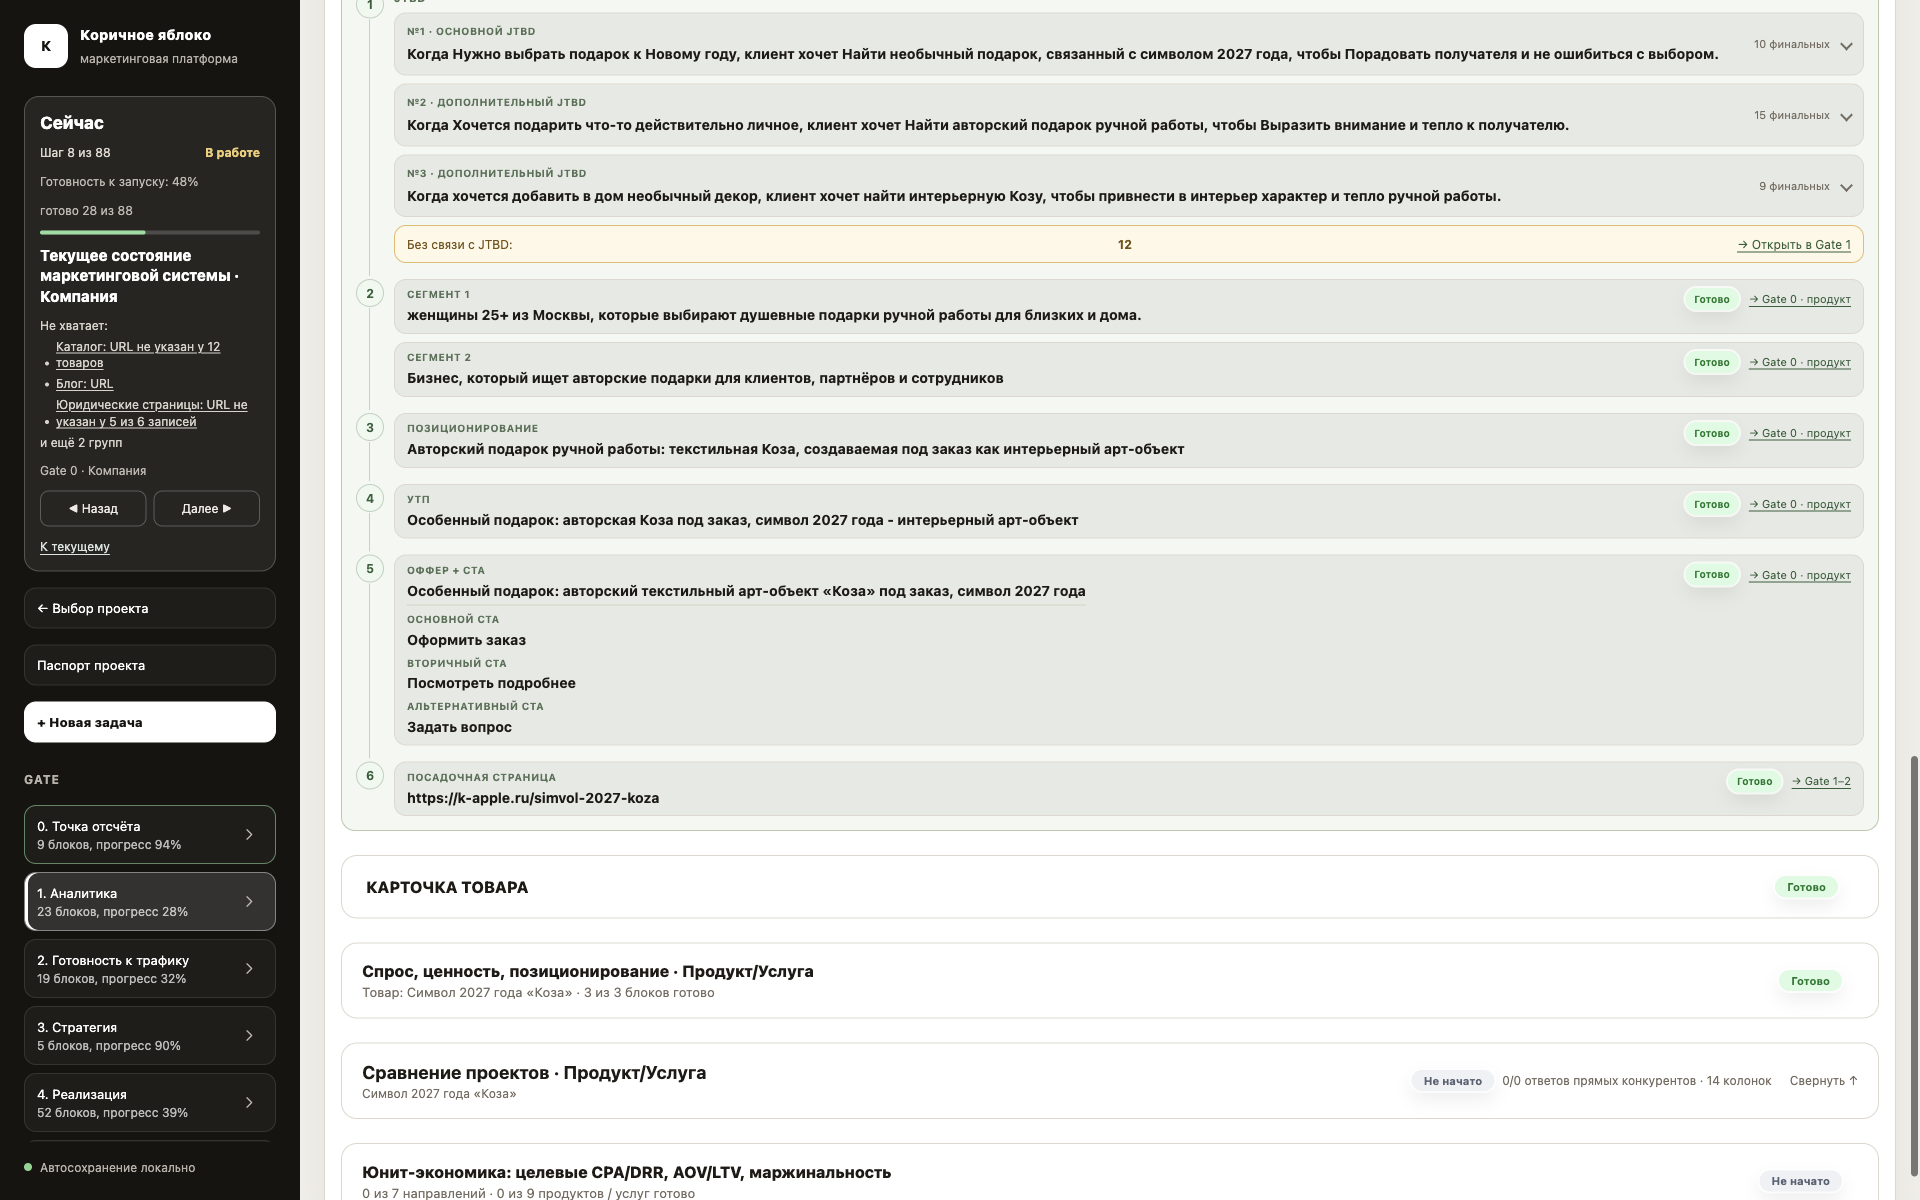 К
Коричное яблоко
маркетинговая платформа
Сейчас
Шаг 8 из 88
В работе
Готовность к запуску: 48%
готово 28 из 88
Текущее состояние
маркетинговой системы ·
Компания
Не хватает:
• Каталог: URL не указан у 12
товаров
• Блог: URL
• Юридические страницы: URL не
указан у 5 из 6 записей
и ещё 2 групп
Gate 0 · Компания
◀ Назад
Далее ▶
К текущему
← Выбор проекта
Паспорт проекта
+ Новая задача
GATE
0. Точка отсчёта
9 блоков, прогресс 94%
1. Аналитика
23 блоков, прогресс 28%
2. Готовность к трафику
19 блоков, прогресс 32%
3. Стратегия
5 блоков, прогресс 90%
4. Реализация
52 блоков, прогресс 39%
Автосохранение локально
1
№1 · ОСНОВНОЙ JTBD
Когда Нужно выбрать подарок к Новому году, клиент хочет Найти необычный подарок, связанный с символом 2027 года, чтобы Порадовать получателя и не ошибиться с выбором.
10 финальных
№2 · ДОПОЛНИТЕЛЬНЫЙ JTBD
Когда Хочется подарить что-то действительно личное, клиент хочет Найти авторский подарок ручной работы, чтобы Выразить внимание и тепло к получателю.
15 финальных
№3 · ДОПОЛНИТЕЛЬНЫЙ JTBD
Когда хочется добавить в дом необычный декор, клиент хочет найти интерьерную Козу, чтобы привнести в интерьер характер и тепло ручной работы.
9 финальных
Без связи с JTBD:
12
→ Открыть в Gate 1
2
СЕГМЕНТ 1
женщины 25+ из Москвы, которые выбирают душевные подарки ручной работы для близких и дома.
Готово
→ Gate 0 · продукт
СЕГМЕНТ 2
Бизнес, который ищет авторские подарки для клиентов, партнёров и сотрудников
Готово
→ Gate 0 · продукт
3
ПОЗИЦИОНИРОВАНИЕ
Авторский подарок ручной работы: текстильная Коза, создаваемая под заказ как интерьерный арт-объект
Готово
→ Gate 0 · продукт
4
УТП
Особенный подарок: авторская Коза под заказ, символ 2027 года - интерьерный арт-объект
Готово
→ Gate 0 · продукт
5
ОФФЕР + CTA
Особенный подарок: авторский текстильный арт-объект «Коза» под заказ, символ 2027 года
Готово
→ Gate 0 · продукт
ОСНОВНОЙ CTA
Оформить заказ
ВТОРИЧНЫЙ CTA
Посмотреть подробнее
АЛЬТЕРНАТИВНЫЙ CTA
Задать вопрос
6
ПОСАДОЧНАЯ СТРАНИЦА
https://k-apple.ru/simvol-2027-koza
Готово
→ Gate 1–2
КАРТОЧКА ТОВАРА
Готово
Спрос, ценность, позиционирование · Продукт/Услуга
Товар: Символ 2027 года «Коза» · 3 из 3 блоков готово
Готово
Сравнение проектов · Продукт/Услуга
Символ 2027 года «Коза»
Не начато
0/0 ответов прямых конкурентов · 14 колонок
Свернуть ↑
Юнит-экономика: целевые CPA/DRR, AOV/LTV, маржинальность
0 из 7 направлений · 0 из 9 продуктов / услуг готово
Не начато